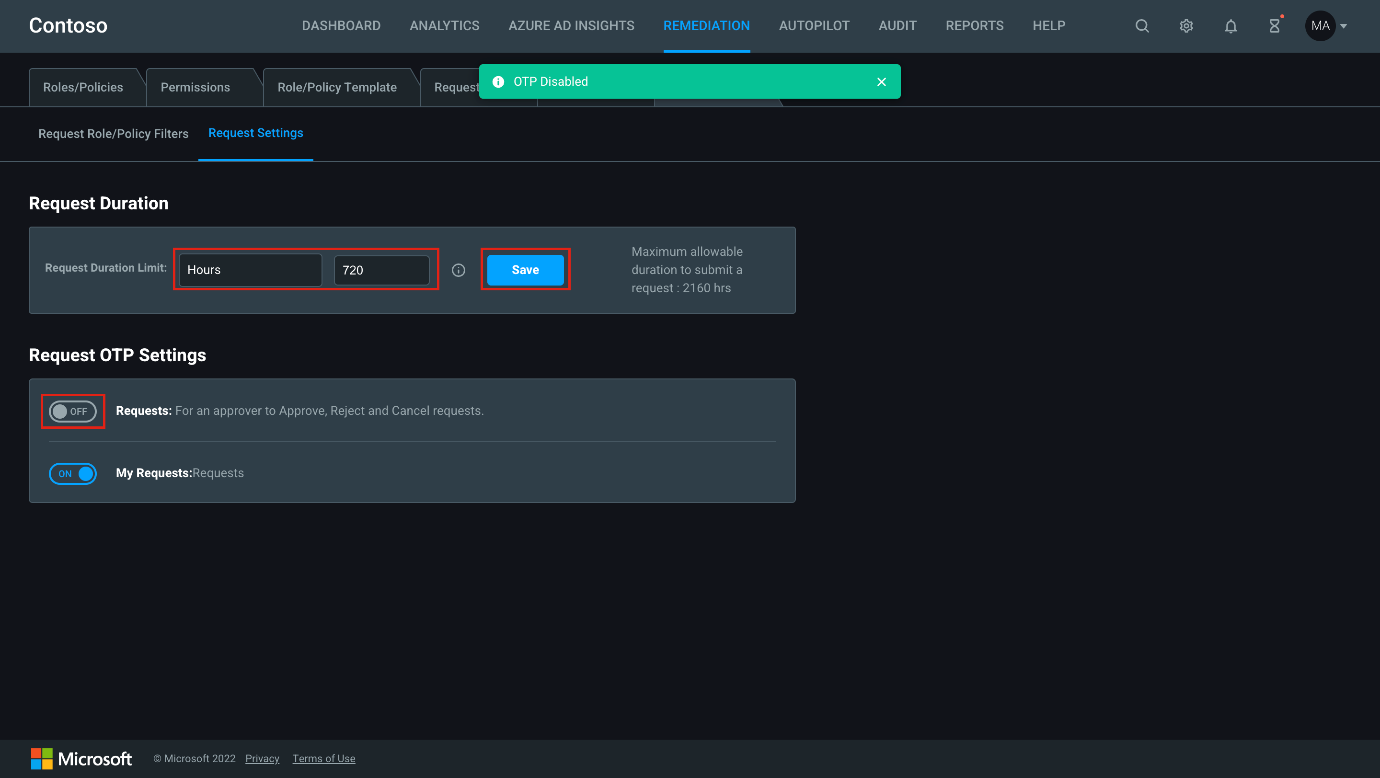 Contoso
DASHBOARD
ANALYTICS
AZURE AD INSIGHTS
REMEDIATION
AUTOPILOT
AUDIT
REPORTS
HELP
MA
Roles/Policies
Permissions
Role/Policy Template
OTP Disabled
Request Role/Policy Filters
Request Settings
Request Duration
Request Duration Limit:
Hours
720
Save
Maximum allowable
duration to submit a
request : 2160 hrs
Request OTP Settings
OFF
Requests: For an approver to Approve, Reject and Cancel requests.
ON
My Requests:Requests
Microsoft
© Microsoft 2022
Privacy
Terms of Use